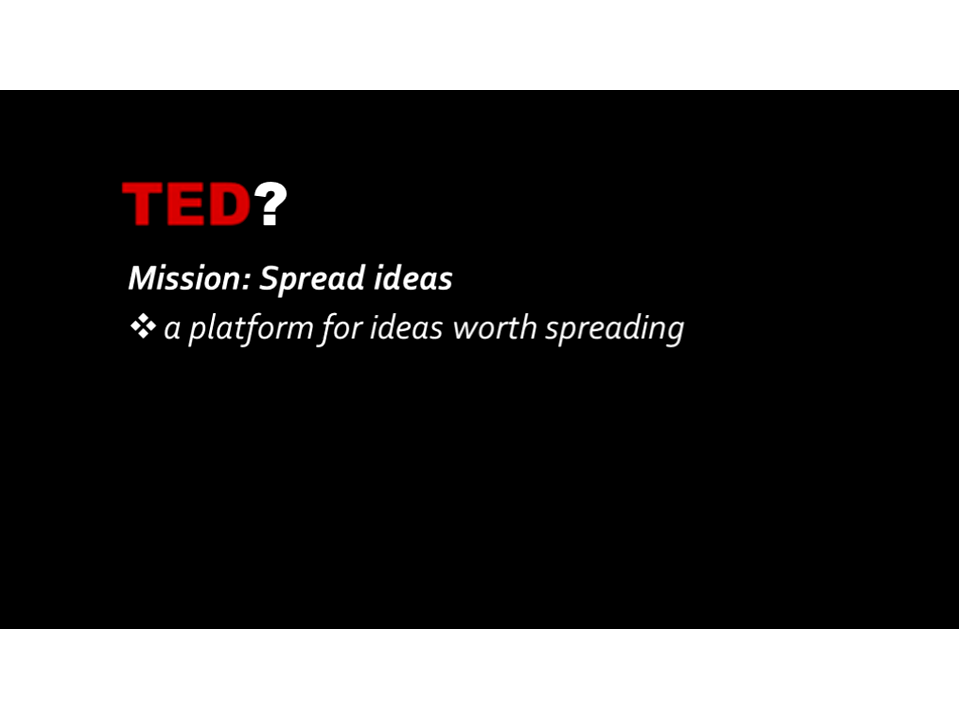 TED?
Mission: Spread ideas
❖ a platform for ideas worth spreading